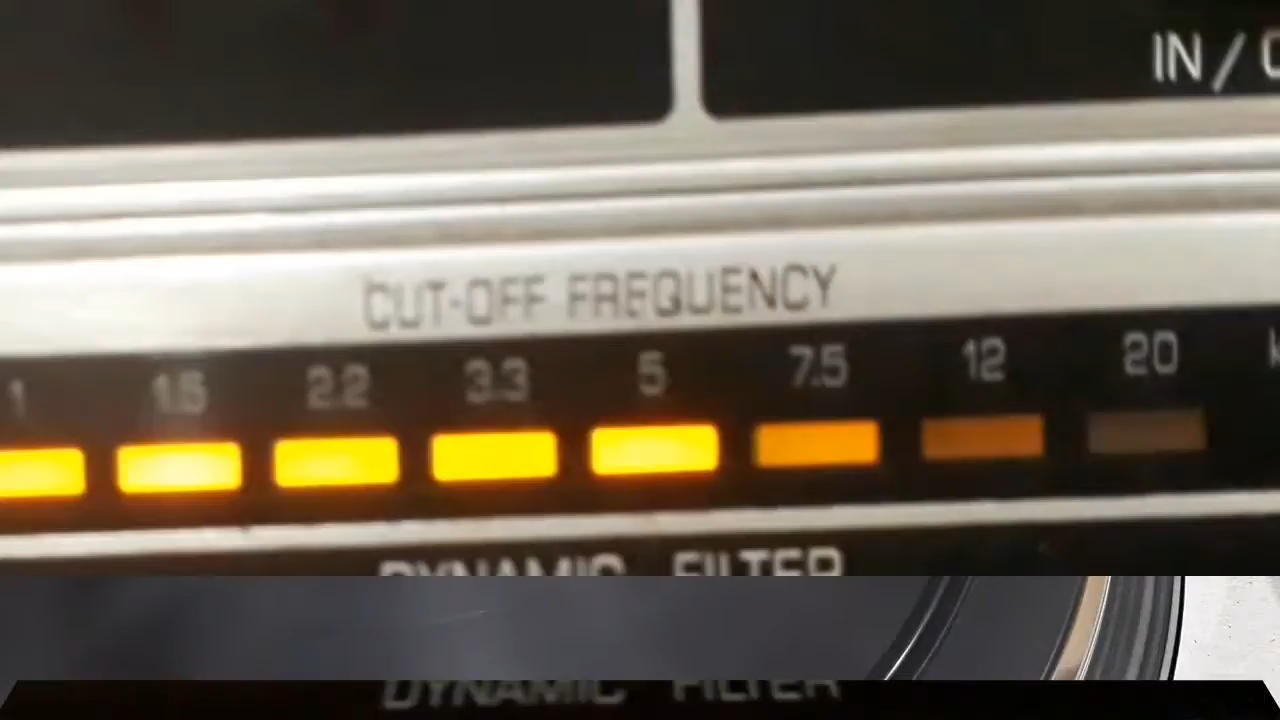 IN /
CUT-OFF FREQUENCY
1 1.5 2.2 3.3 5 7.5 12 20 k
DYNAMIC FILTER
DYNAMIC FILTER